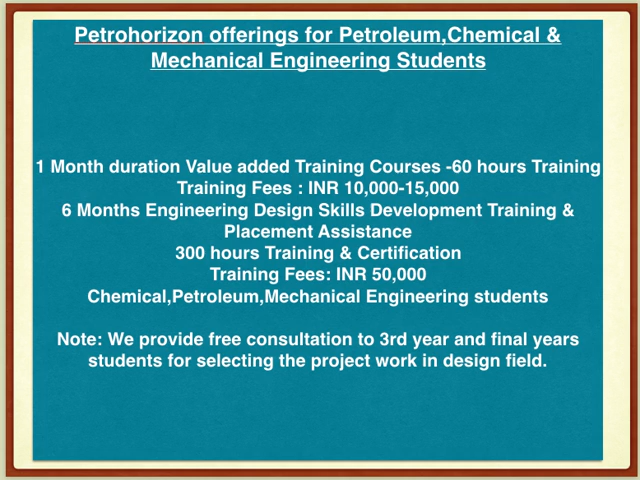 Petrohorizon offerings for Petroleum,Chemical &
Mechanical Engineering Students
1 Month duration Value added Training Courses -60 hours Training
Training Fees : INR 10,000-15,000
6 Months Engineering Design Skills Development Training &
Placement Assistance
300 hours Training & Certification
Training Fees: INR 50,000
Chemical,Petroleum,Mechanical Engineering students
Note: We provide free consultation to 3rd year and final years
students for selecting the project work in design field.